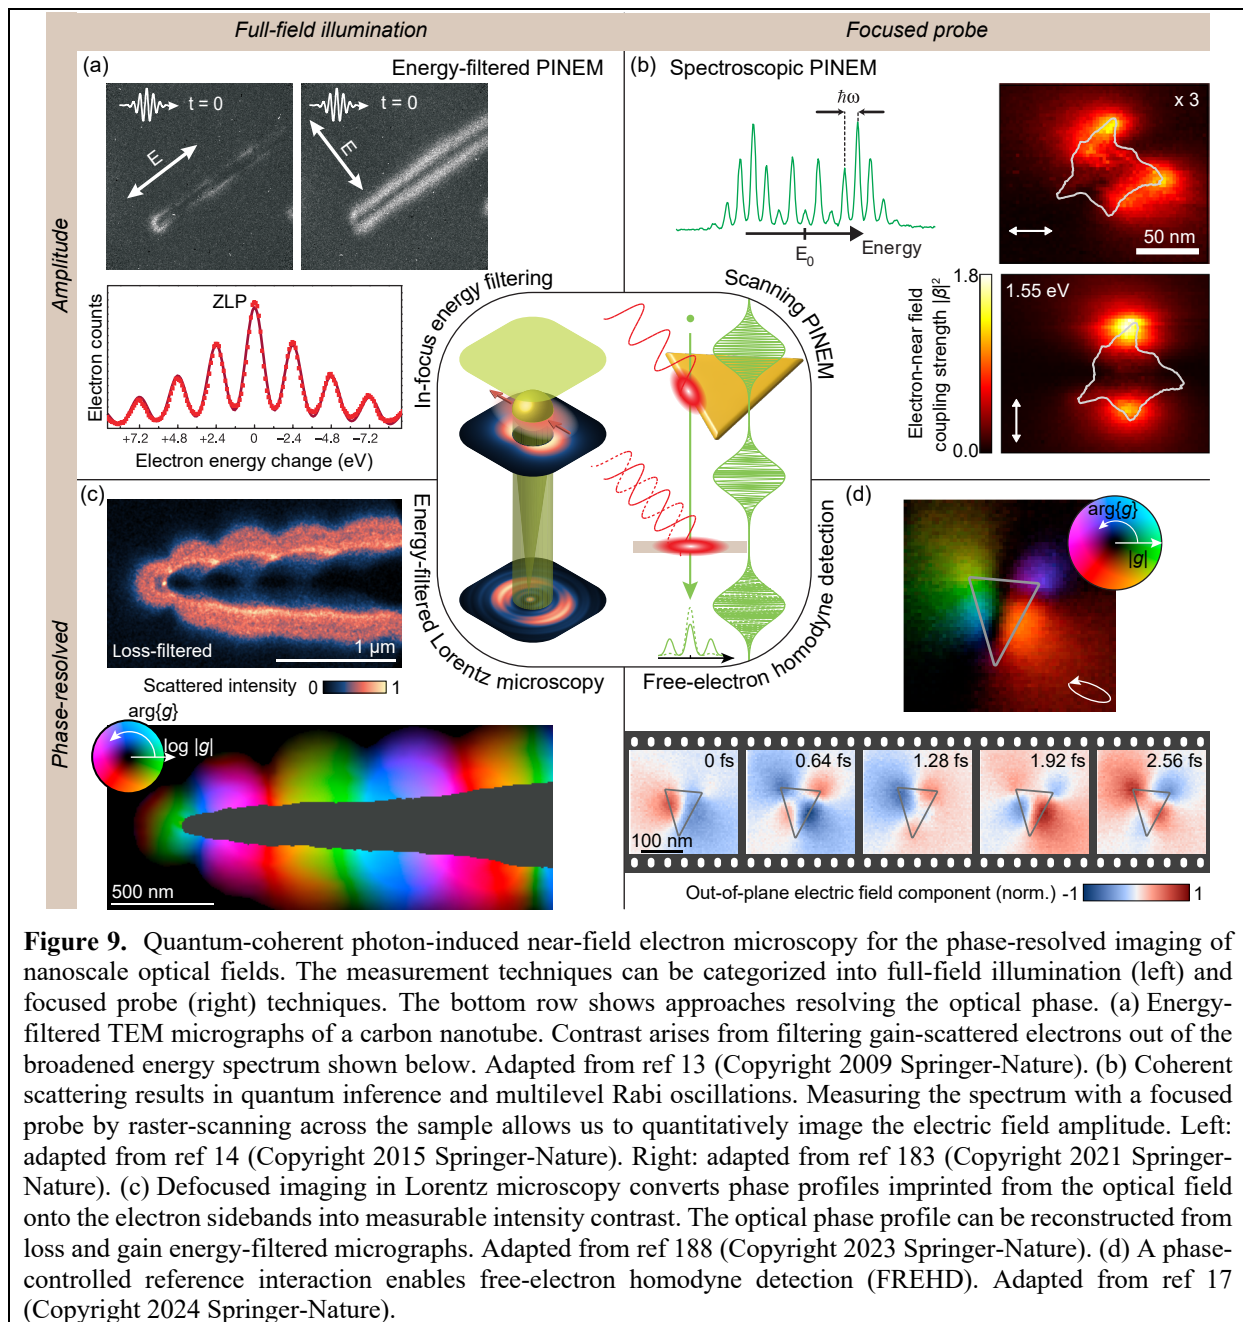 Full-field illumination
Focused probe
Amplitude
Phase-resolved
(a)
Energy-filtered PINEM
t = 0
E
t = 0
E
ZLP
Electron counts
+7.2 +4.8 +2.4 0 −2.4 −4.8 −7.2
Electron energy change (eV)
(b)
Spectroscopic PINEM
ℏω
E0
Energy
x 3
50 nm
1.8
0.0
Electron-near field
coupling strength |β|²
1.55 eV
In-focus energy filtering
Scanning PINEM
Energy-filtered Lorentz microscopy
Free-electron homodyne detection
(c)
Loss-filtered
1 µm
Scattered intensity 0 1
arg{g}
log |g|
500 nm
(d)
arg{g}
|g|
0 fs
0.64 fs
1.28 fs
1.92 fs
2.56 fs
100 nm
Out-of-plane electric field component (norm.) -1 1
Figure 9. Quantum-coherent photon-induced near-field electron microscopy for the phase-resolved imaging of
nanoscale optical fields. The measurement techniques can be categorized into full-field illumination (left) and
focused probe (right) techniques. The bottom row shows approaches resolving the optical phase. (a) Energy-
filtered TEM micrographs of a carbon nanotube. Contrast arises from filtering gain-scattered electrons out of the
broadened energy spectrum shown below. Adapted from ref 13 (Copyright 2009 Springer-Nature). (b) Coherent
scattering results in quantum inference and multilevel Rabi oscillations. Measuring the spectrum with a focused
probe by raster-scanning across the sample allows us to quantitatively image the electric field amplitude. Left:
adapted from ref 14 (Copyright 2015 Springer-Nature). Right: adapted from ref 183 (Copyright 2021 Springer-
Nature). (c) Defocused imaging in Lorentz microscopy converts phase profiles imprinted from the optical field
onto the electron sidebands into measurable intensity contrast. The optical phase profile can be reconstructed from
loss and gain energy-filtered micrographs. Adapted from ref 188 (Copyright 2023 Springer-Nature). (d) A phase-
controlled reference interaction enables free-electron homodyne detection (FREHD). Adapted from ref 17
(Copyright 2024 Springer-Nature).